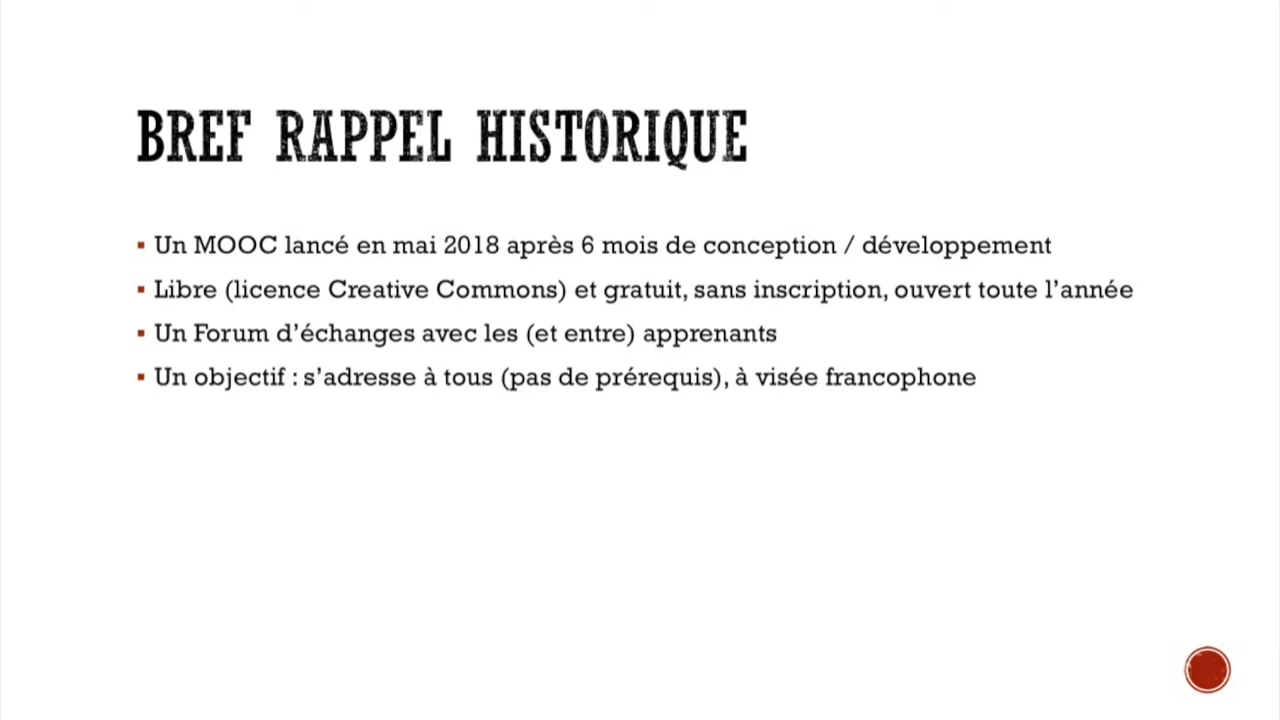 BREF RAPPEL HISTORIQUE
Un MOOC lancé en mai 2018 après 6 mois de conception / développement
Libre (licence Creative Commons) et gratuit, sans inscription, ouvert toute l’année
Un Forum d’échanges avec les (et entre) apprenants
Un objectif : s’adresse à tous (pas de prérequis), à visée francophone